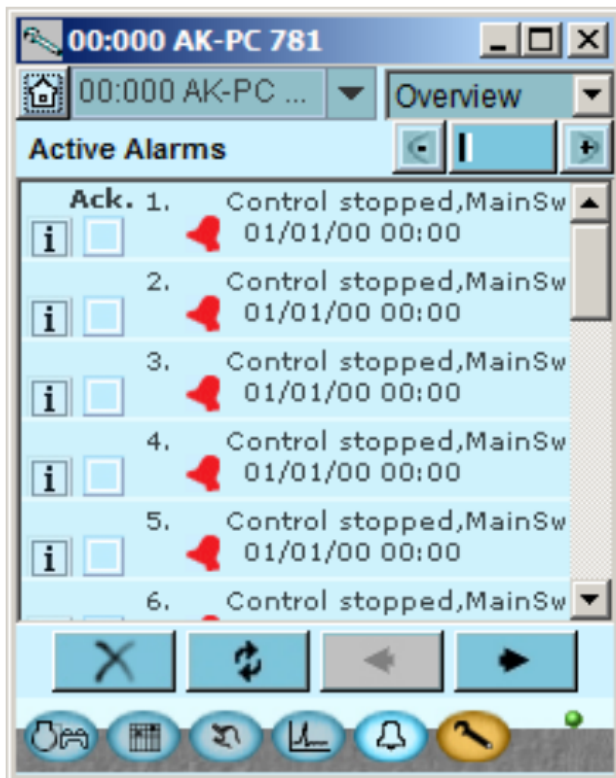 00:000 AK-PC 781
00:000 AK-PC ... Overview
Active Alarms
Ack. 1. Control stopped,MainSw
i 01/01/00 00:00
2. Control stopped,MainSw
i 01/01/00 00:00
3. Control stopped,MainSw
i 01/01/00 00:00
4. Control stopped,MainSw
i 01/01/00 00:00
5. Control stopped,MainSw
i 01/01/00 00:00
6. Control stopped,MainSw